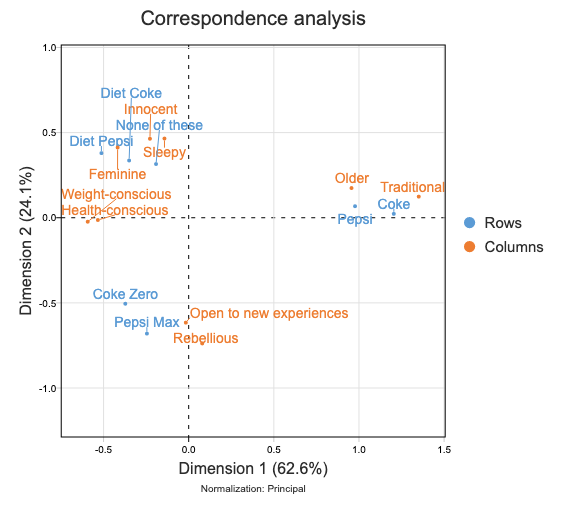 Correspondence analysis
1.0
Diet Coke
Innocent
None of these
0.5
Diet Pepsi
Sleepy
Feminine
Older
Traditional
Weight-conscious
Coke
Health-conscious
0.0
Pepsi
Rows
Columns
Dimension 2 (24.1%)
Coke Zero
-0.5
Open to new experiences
Pepsi Max
Rebellious
-1.0
-0.5 0.0 0.5 1.0 1.5
Dimension 1 (62.6%)
Normalization: Principal